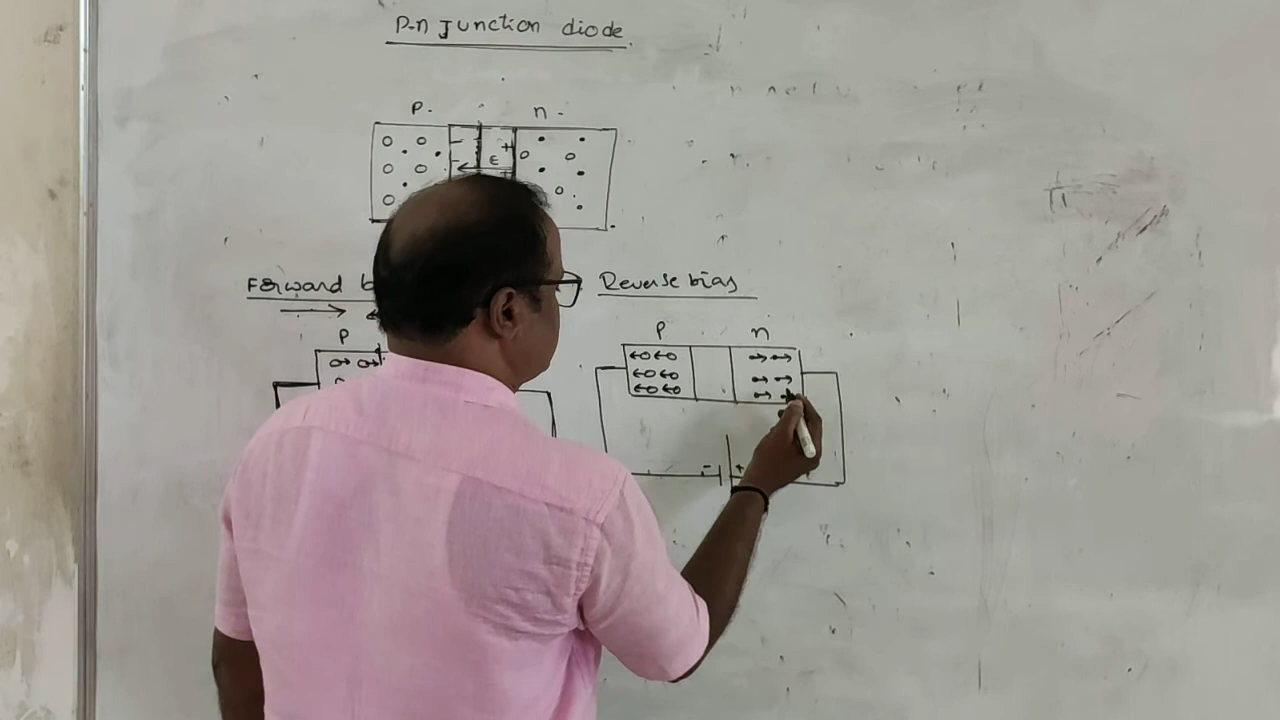 P-n Junction diode
P- n-
- +
- E
Forward b
Reverse bias
P
P n
- +